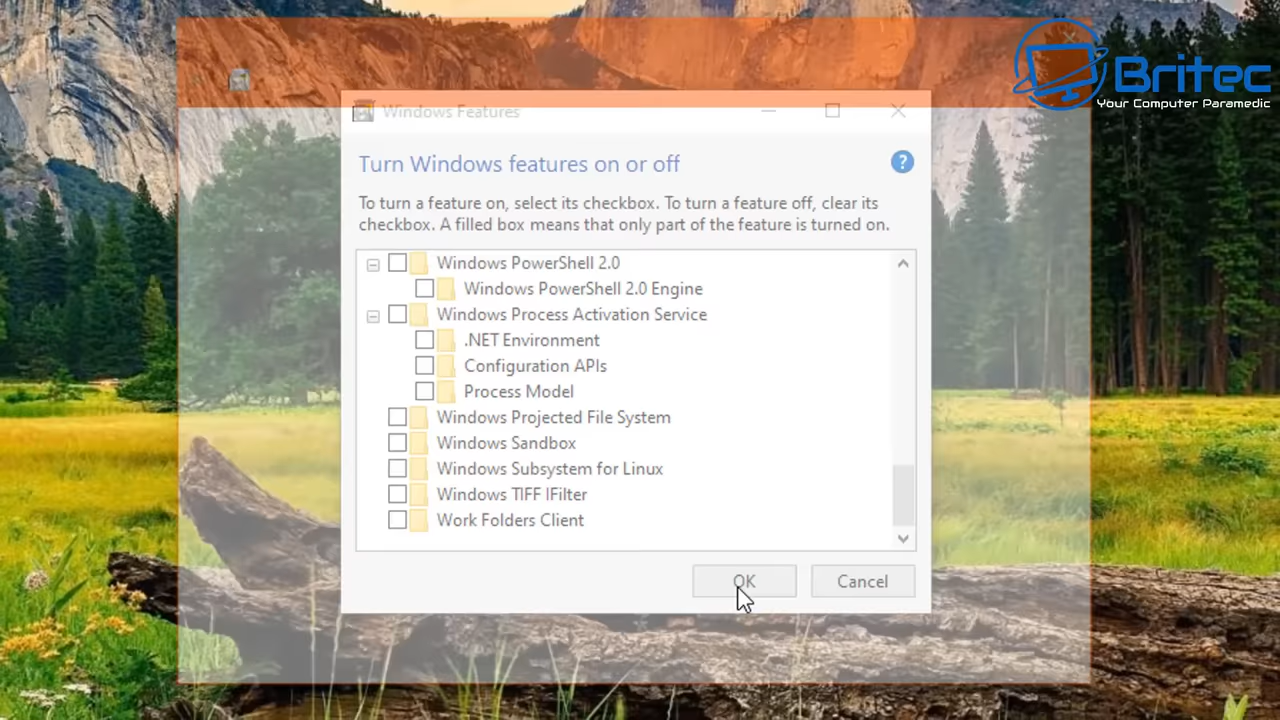 Britec
Your Computer Paramedic
Windows Features
Turn Windows features on or off
?
To turn a feature on, select its checkbox. To turn a feature off, clear its
checkbox. A filled box means that only part of the feature is turned on.
Windows PowerShell 2.0
Windows PowerShell 2.0 Engine
Windows Process Activation Service
.NET Environment
Configuration APIs
Process Model
Windows Projected File System
Windows Sandbox
Windows Subsystem for Linux
Windows TIFF IFilter
Work Folders Client
OK
Cancel